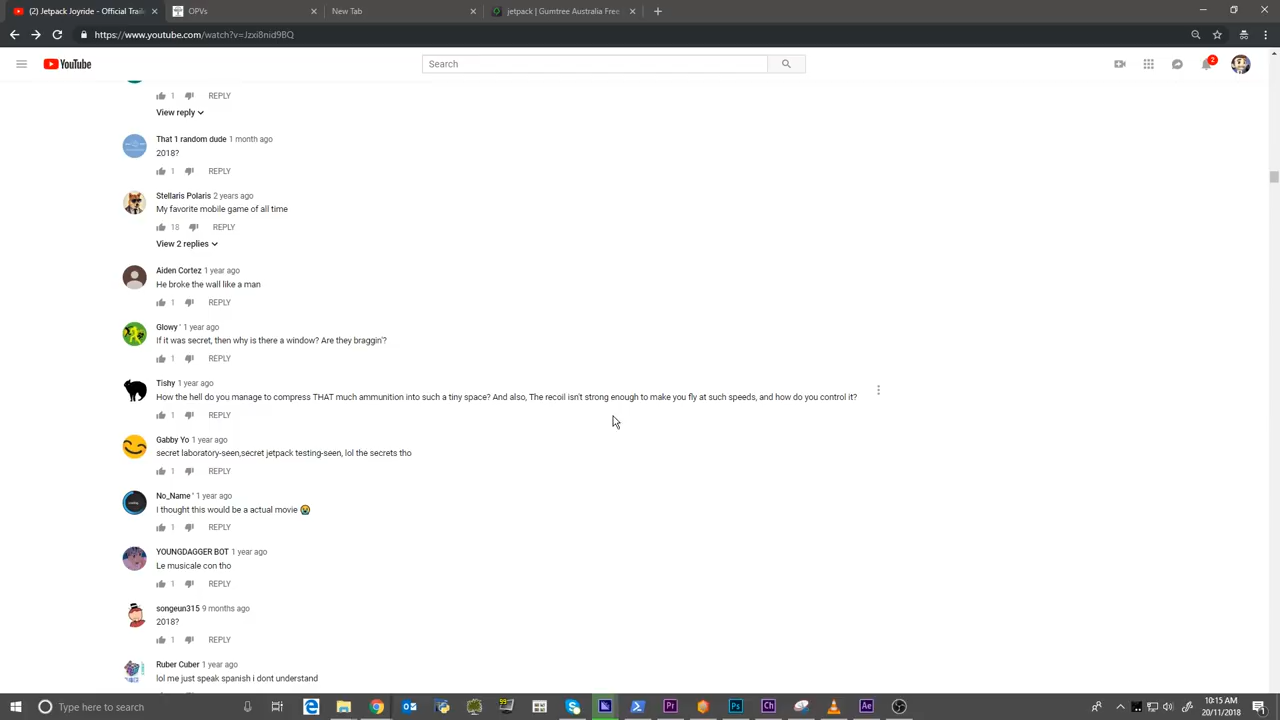 (2) Jetpack Joyride - Official Trail
OPVs
New Tab
jetpack | Gumtree Australia Free
https://www.youtube.com/watch?v=Jzxi8nid9BQ
YouTube
Search
2
1 REPLY
View reply
That 1 random dude 1 month ago
2018?
1 REPLY
Stellaris Polaris 2 years ago
My favorite mobile game of all time
18 REPLY
View 2 replies
Aiden Cortez 1 year ago
He broke the wall like a man
1 REPLY
Glowy ' 1 year ago
If it was secret, then why is there a window? Are they braggin'?
1 REPLY
Tishy 1 year ago
How the hell do you manage to compress THAT much ammunition into such a tiny space? And also, The recoil isn't strong enough to make you fly at such speeds, and how do you control it?
1 REPLY
Gabby Yo 1 year ago
secret laboratory-seen,secret jetpack testing-seen, lol the secrets tho
1 REPLY
No_Name ' 1 year ago
I thought this would be a actual movie 😭
1 REPLY
YOUNGDAGGER BOT 1 year ago
Le musicale con tho
1 REPLY
songeun315 9 months ago
2018?
1 REPLY
Ruber Cuber 1 year ago
lol me just speak spanish i dont understand
Type here to search
Pr
Ps
Ch
Ae
10:15 AM
20/11/2018